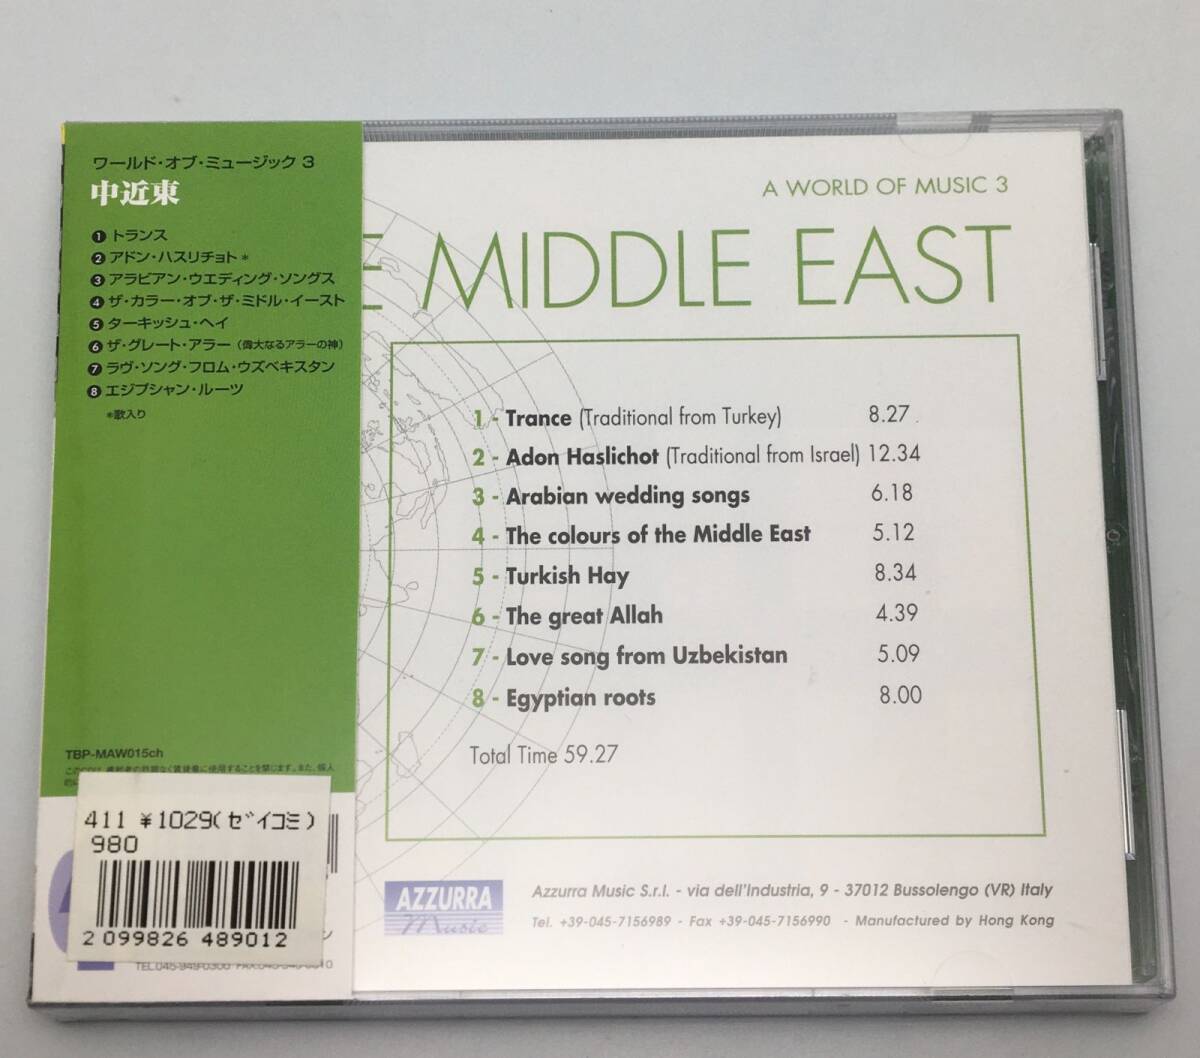 ワールド・オブ・ミュージック 3
中近東
1 トランス
2 アドン・ハスリチョト*
3 アラビアン・ウエディング・ソングス
4 ザ・カラー・オブ・ザ・ミドル・イースト
5 ターキッシュ・ヘイ
6 ザ・グレート・アラー(偉大なるアラーの神)
7 ラヴ・ソング・フロム・ウズベキスタン
8 エジプシャン・ルーツ
*歌入り
TBP-MAW015ch
411 ¥1029(ゼイコミ)
980
2 099826 489012
A WORLD OF MUSIC 3
E MIDDLE EAST
1 - Trance (Traditional from Turkey) 8.27
2 - Adon Haslichot (Traditional from Israel) 12.34
3 - Arabian wedding songs 6.18
4 - The colours of the Middle East 5.12
5 - Turkish Hay 8.34
6 - The great Allah 4.39
7 - Love song from Uzbekistan 5.09
8 - Egyptian roots 8.00
Total Time 59.27
AZZURRA
Music
Azzurra Music S.r.l. - via dell'Industria, 9 - 37012 Bussolengo (VR) Italy
Tel. +39-045-7156989 - Fax +39-045-7156990 - Manufactured by Hong Kong